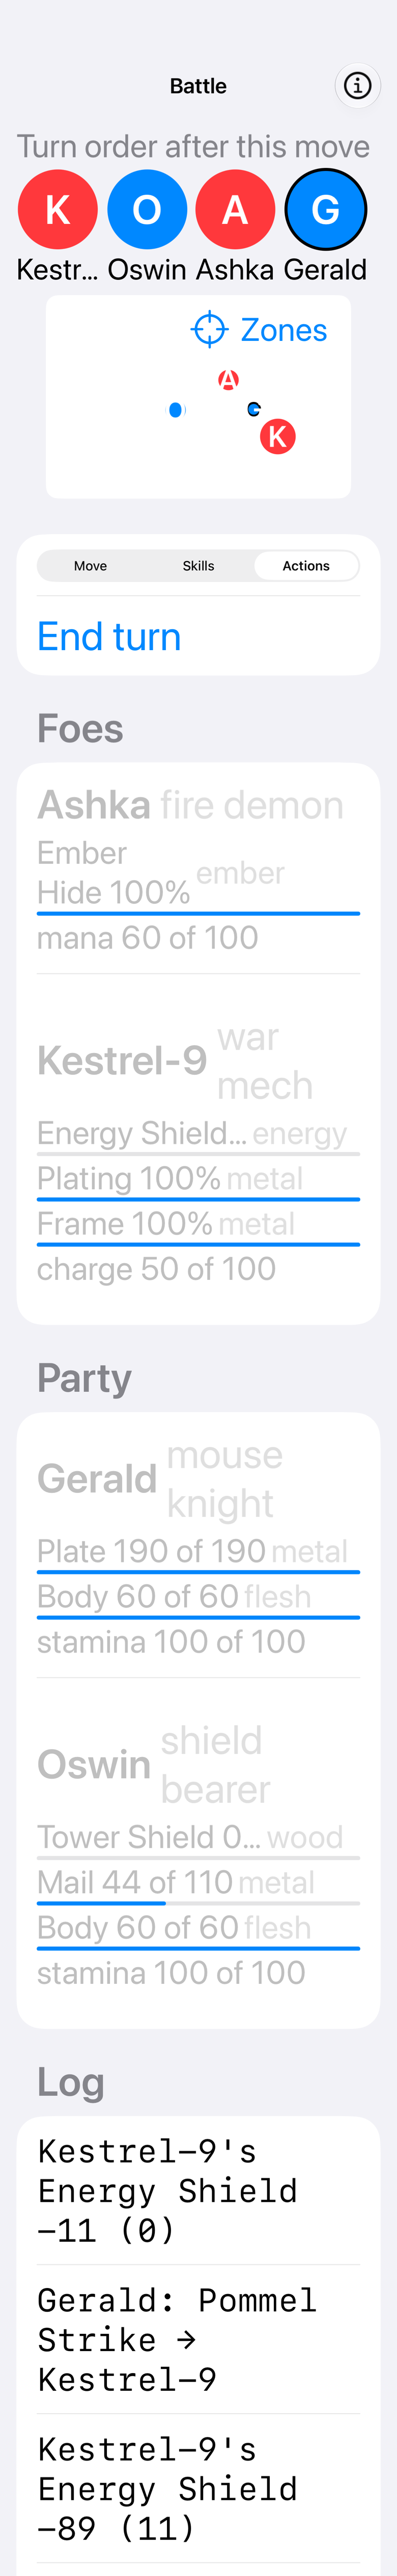 Battle
Turn order after this move
K O A G
Kestr... Oswin Ashka Gerald
Zones
A
K
Move Skills Actions
End turn
Foes
Ashka fire demon
Ember
Hide 100% ember
mana 60 of 100
Kestrel-9 war
mech
Energy Shield... energy
Plating 100% metal
Frame 100% metal
charge 50 of 100
Party
Gerald mouse
knight
Plate 190 of 190 metal
Body 60 of 60 flesh
stamina 100 of 100
Oswin shield
bearer
Tower Shield 0... wood
Mail 44 of 110 metal
Body 60 of 60 flesh
stamina 100 of 100
Log
Kestrel-9's
Energy Shield
-11 (0)
Gerald: Pommel
Strike →
Kestrel-9
Kestrel-9's
Energy Shield
-89 (11)